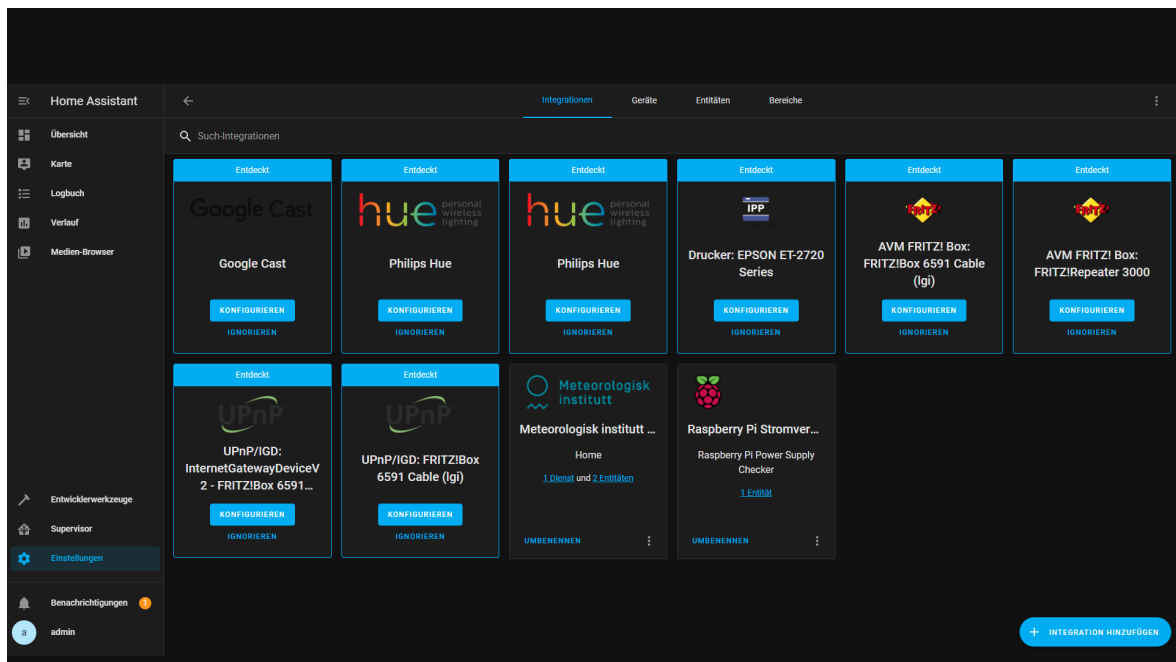 Home Assistant
Integrationen Geräte Entitäten Bereiche
Übersicht
Karte
Logbuch
Verlauf
Medien-Browser
Entwicklerwerkzeuge
Supervisor
Einstellungen
Benachrichtigungen 1
a admin
Such-Integrationen
Entdeckt
Google Cast
Google Cast
KONFIGURIEREN
IGNORIEREN
Entdeckt
hue personal
wireless
lighting
Philips Hue
KONFIGURIEREN
IGNORIEREN
Entdeckt
hue personal
wireless
lighting
Philips Hue
KONFIGURIEREN
IGNORIEREN
Entdeckt
IPP
Drucker: EPSON ET-2720
Series
KONFIGURIEREN
IGNORIEREN
Entdeckt
FRITZ!
AVM FRITZ! Box:
FRITZ!Box 6591 Cable
(lgi)
KONFIGURIEREN
IGNORIEREN
Entdeckt
FRITZ!
AVM FRITZ! Box:
FRITZ!Repeater 3000
KONFIGURIEREN
IGNORIEREN
Entdeckt
UPnP
UPnP/IGD:
InternetGatewayDeviceV
2 - FRITZ!Box 6591...
KONFIGURIEREN
IGNORIEREN
Entdeckt
UPnP
UPnP/IGD: FRITZ!Box
6591 Cable (lgi)
KONFIGURIEREN
IGNORIEREN
Meteorologisk
institutt
Meteorologisk institutt ...
Home
1 Dienst und 2 Entitäten
UMBENENNEN
Raspberry Pi Stromver...
Raspberry Pi Power Supply
Checker
1 Entität
UMBENENNEN
+ INTEGRATION HINZUFÜGEN